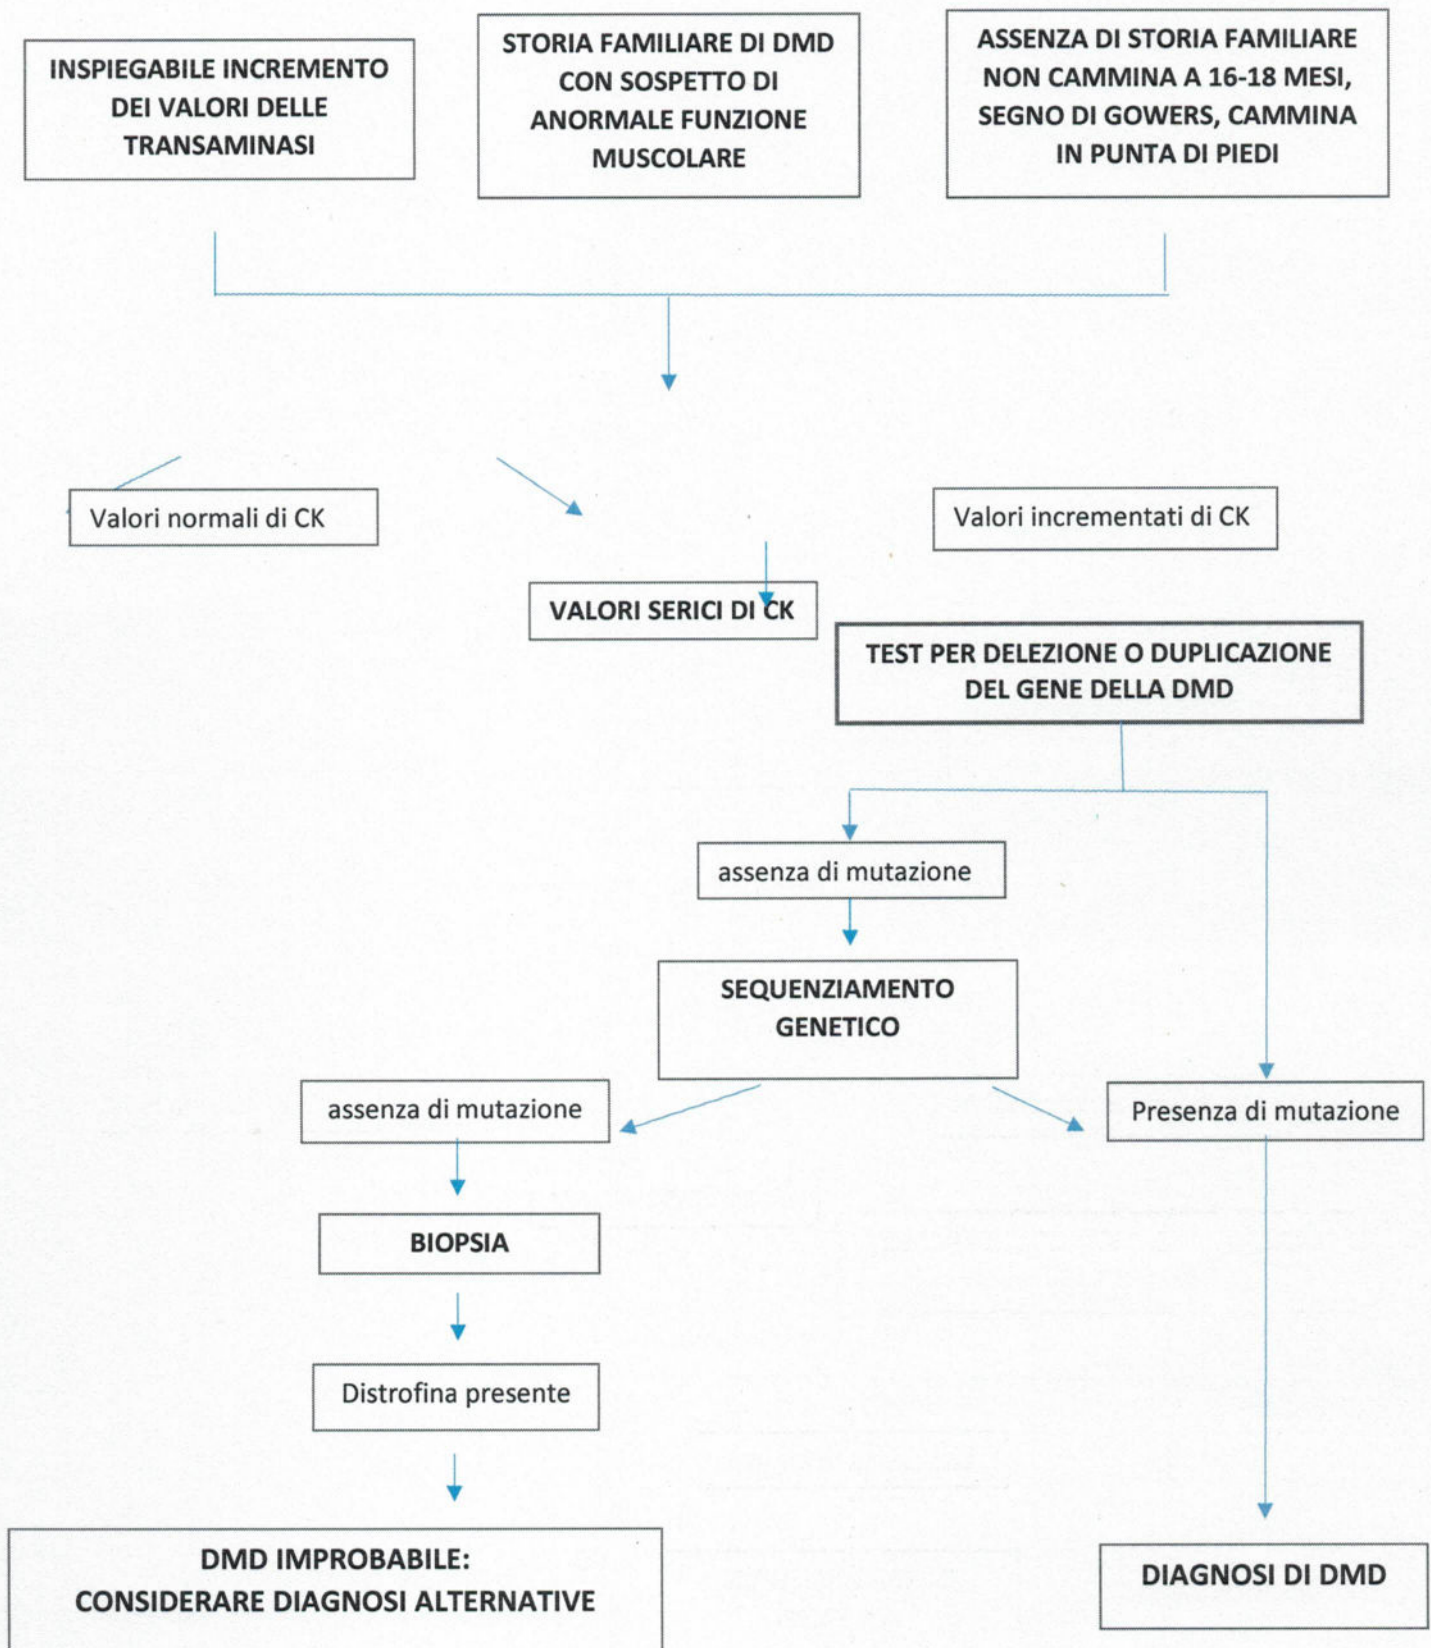 INSPIEGABILE INCREMENTO
DEI VALORI DELLE
TRANSAMINASI
STORIA FAMILIARE DI DMD
CON SOSPETTO DI
ANORMALE FUNZIONE
MUSCOLARE
ASSENZA DI STORIA FAMILIARE
NON CAMMINA A 16-18 MESI,
SEGNO DI GOWERS, CAMMINA
IN PUNTA DI PIEDI
Valori normali di CK
Valori incrementati di CK
VALORI SERICI DI CK
TEST PER DELEZIONE O DUPLICAZIONE
DEL GENE DELLA DMD
assenza di mutazione
SEQUENZIAMENTO
GENETICO
assenza di mutazione
Presenza di mutazione
BIOPSIA
Distrofina presente
DMD IMPROBABILE:
CONSIDERARE DIAGNOSI ALTERNATIVE
DIAGNOSI DI DMD